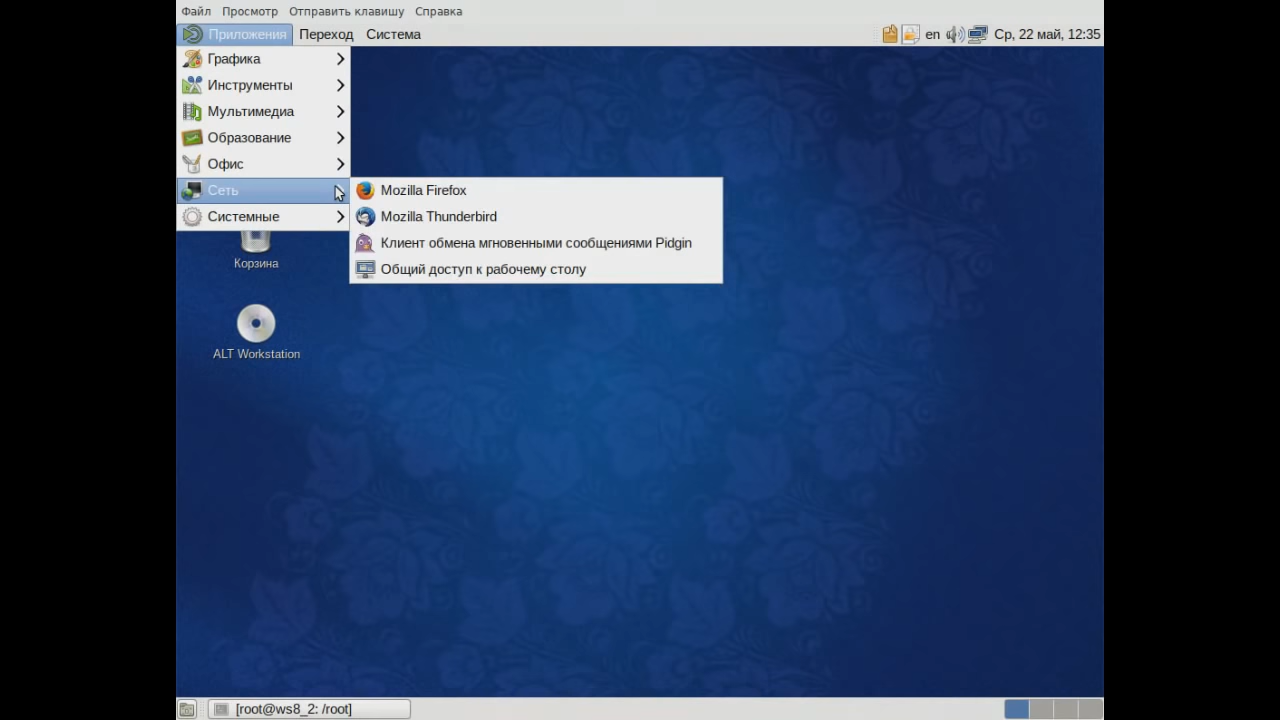 Файл Просмотр Отправить клавишу Справка
Приложения Переход Система en Ср, 22 май, 12:35
Графика
Инструменты
Мультимедиа
Образование
Офис
Сеть
Системные
Mozilla Firefox
Mozilla Thunderbird
Клиент обмена мгновенными сообщениями Pidgin
Общий доступ к рабочему столу
Корзина
ALT Workstation
[root@ws8_2: /root]